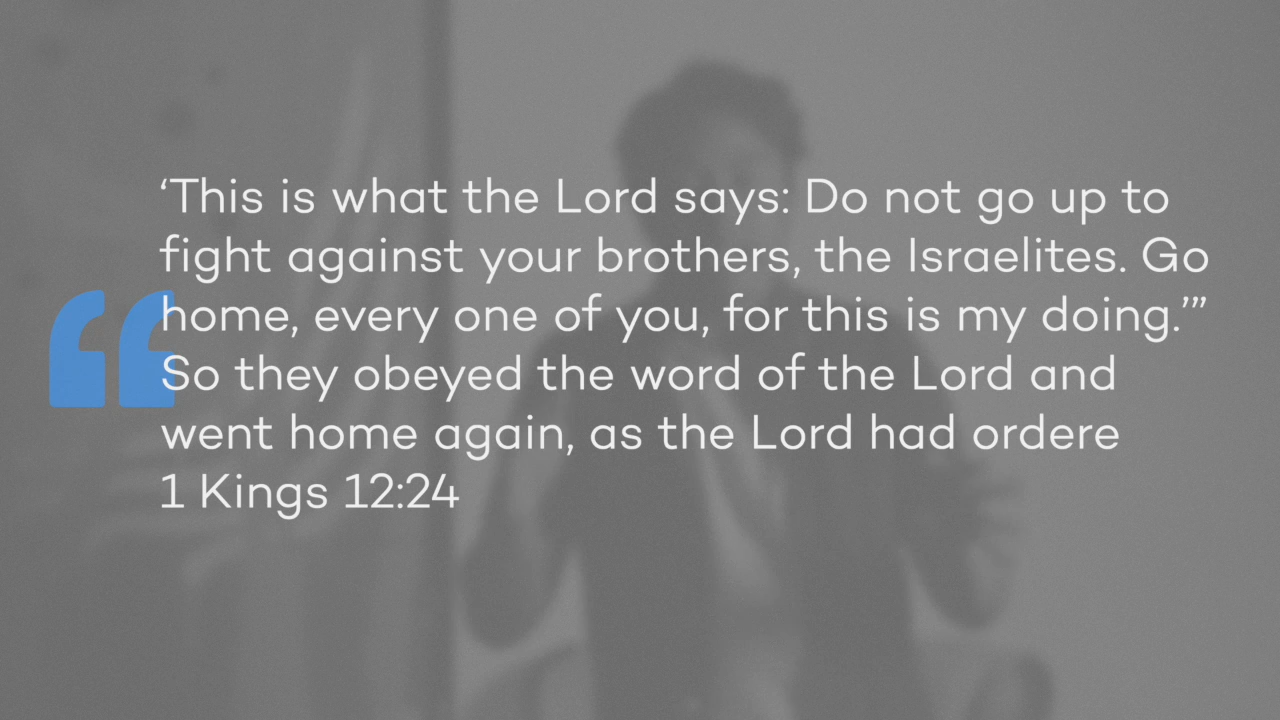 ‘This is what the Lord says: Do not go up to
fight against your brothers, the Israelites. Go
home, every one of you, for this is my doing.’”
So they obeyed the word of the Lord and
went home again, as the Lord had ordere
1 Kings 12:24